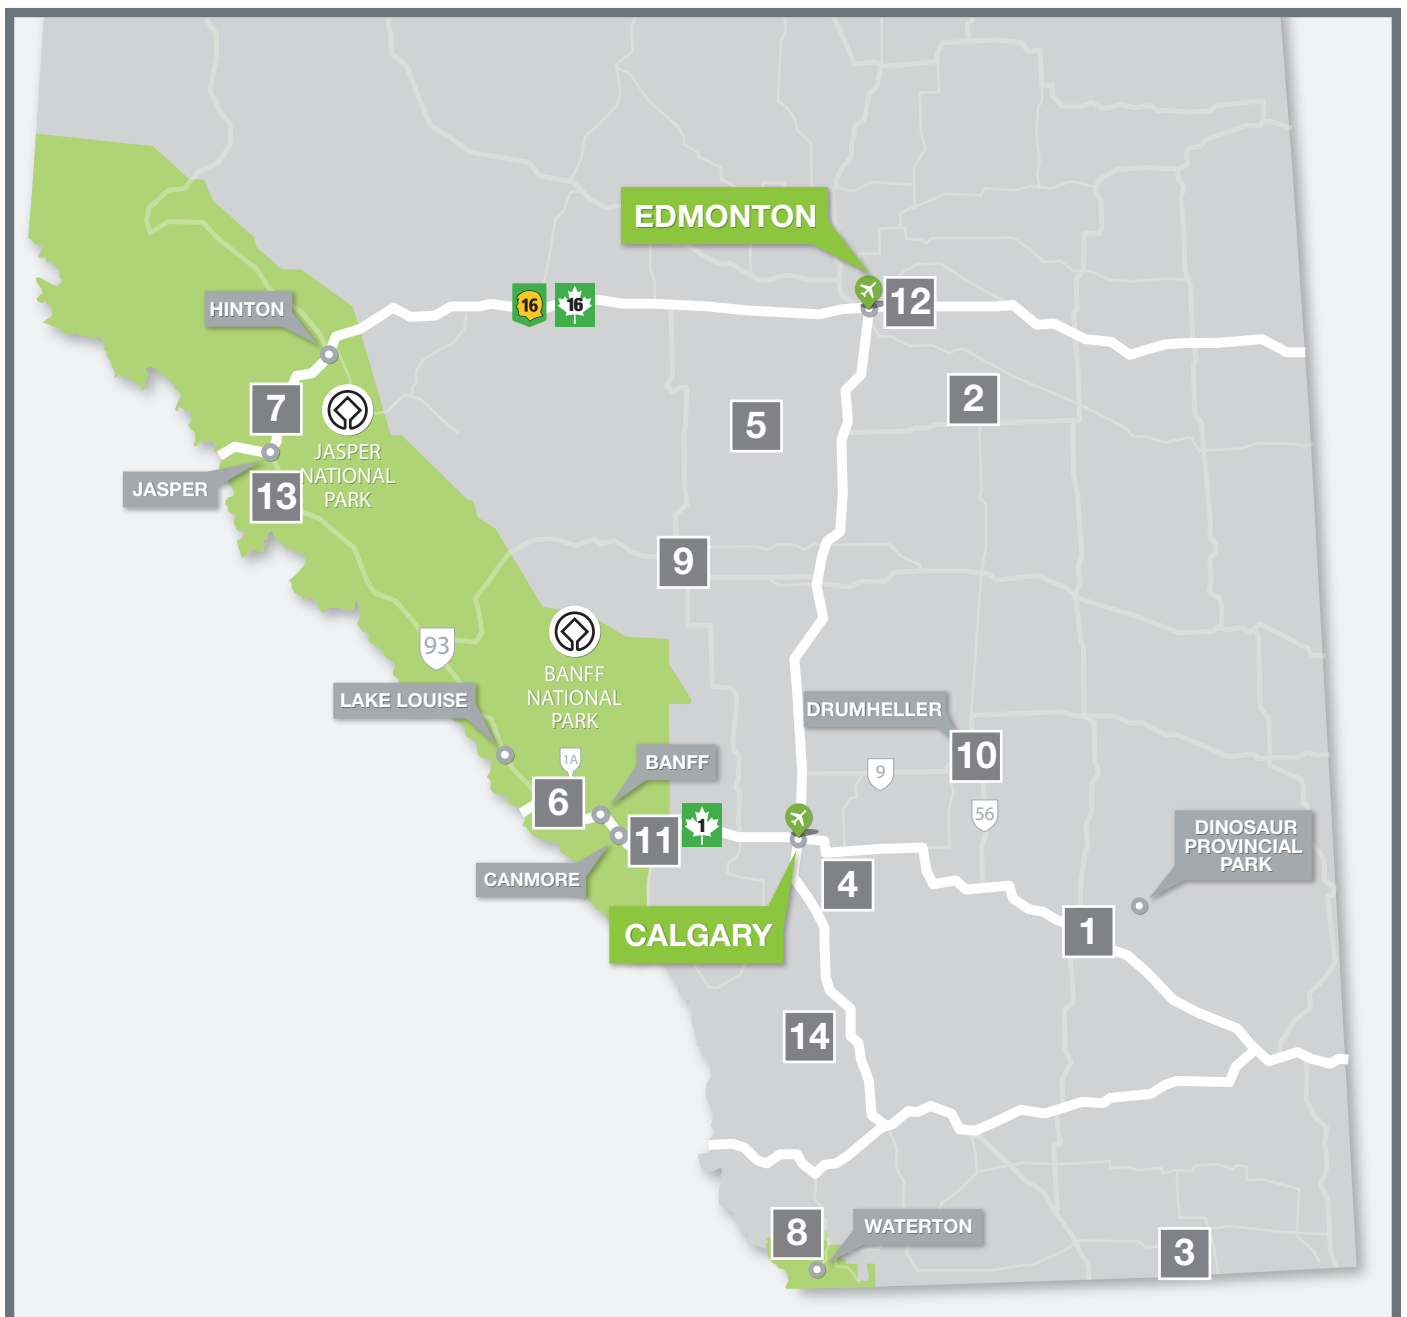 EDMONTON
12
16
16
HINTON
7
2
5
JASPER
NATIONAL
PARK
JASPER
13
9
93
BANFF
NATIONAL
PARK
LAKE LOUISE
DRUMHELLER
10
1A
BANFF
9
6
56
1
11
DINOSAUR
PROVINCIAL
PARK
CANMORE
4
CALGARY
1
14
WATERTON
8
3